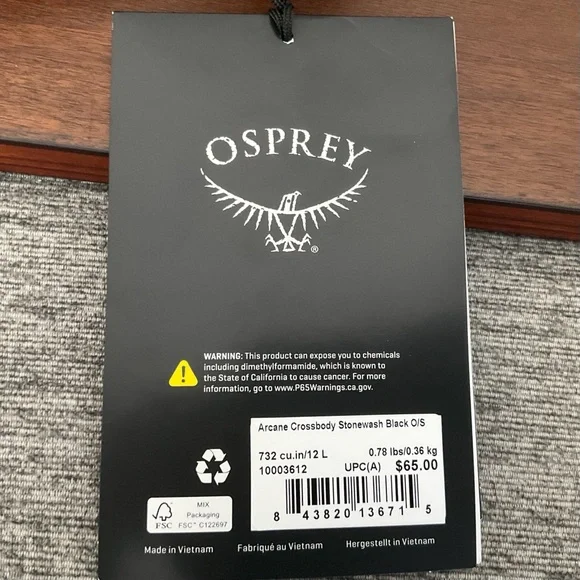 OSPREY
®
WARNING: This product can expose you to chemicals
including dimethylformamide, which is known to
the State of California to cause cancer. For more
information, go to www.P65Warnings.ca.gov.
Arcane Crossbody Stonewash Black O/S
732 cu.in/12 L 0.78 lbs/0.36 kg
10003612 UPC(A) $65.00
8 43820 13671 5
MIX
Packaging
FSC FSC™ C122697
Made in Vietnam Fabriqué au Vietnam Hergestellt in Vietnam